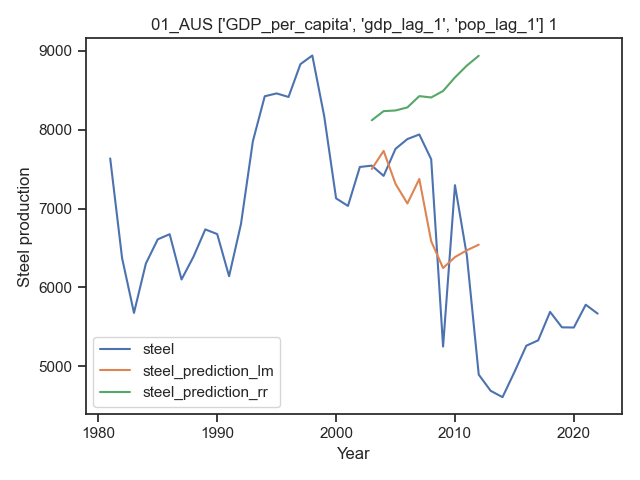 01_AUS ['GDP_per_capita', 'gdp_lag_1', 'pop_lag_1'] 1
9000
8000
7000
6000
5000
Steel production
steel
steel_prediction_lm
steel_prediction_rr
1980
1990
2000
2010
2020
Year